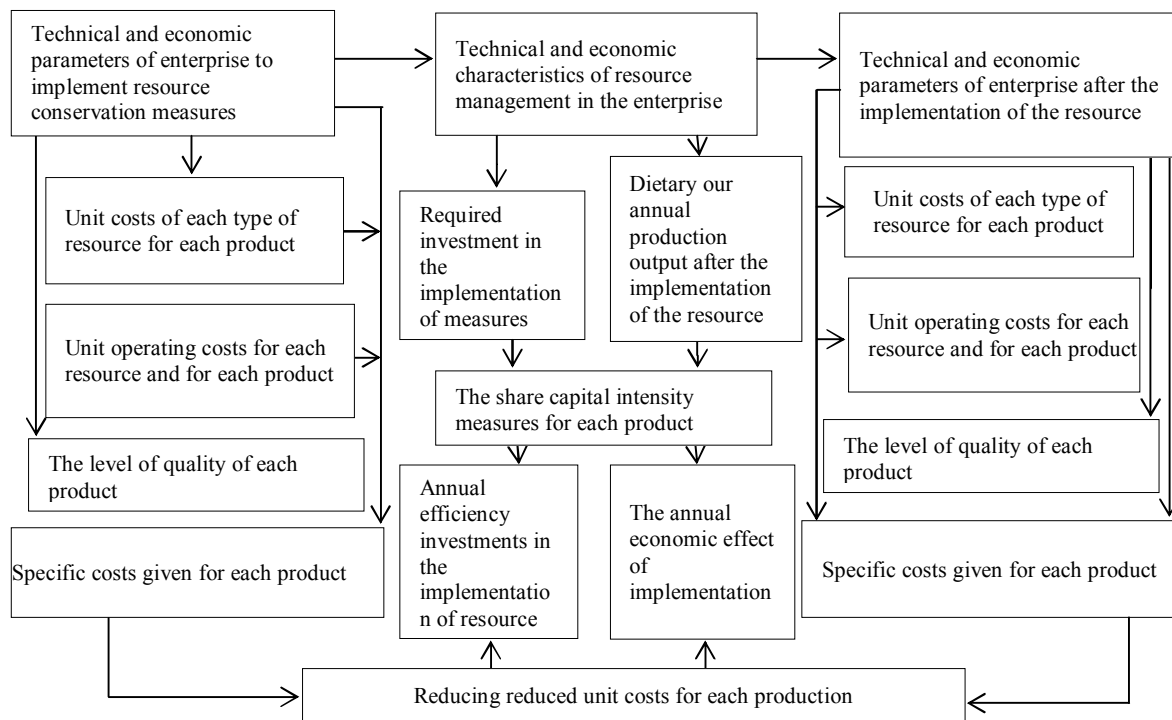 Technical and economic
parameters of enterprise to
implement resource
conservation measures
Technical and economic
characteristics of resource
management in the enterprise
Technical and economic
parameters of enterprise after the
implementation of the resource
Unit costs of each type of
resource for each product
Required
investment in
the
implementation
of measures
Dietary our
annual
production
output after the
implementation
of the resource
Unit costs of each type of
resource for each product
Unit operating costs for each
resource and for each product
Unit operating costs for each
resource and for each product
The share capital intensity
measures for each product
The level of quality of each
product
The level of quality of each
product
Annual
efficiency
investments in
the
implementatio
n of resource
The annual
economic effect
of
implementation
Specific costs given for each product
Specific costs given for each product
Reducing reduced unit costs for each production